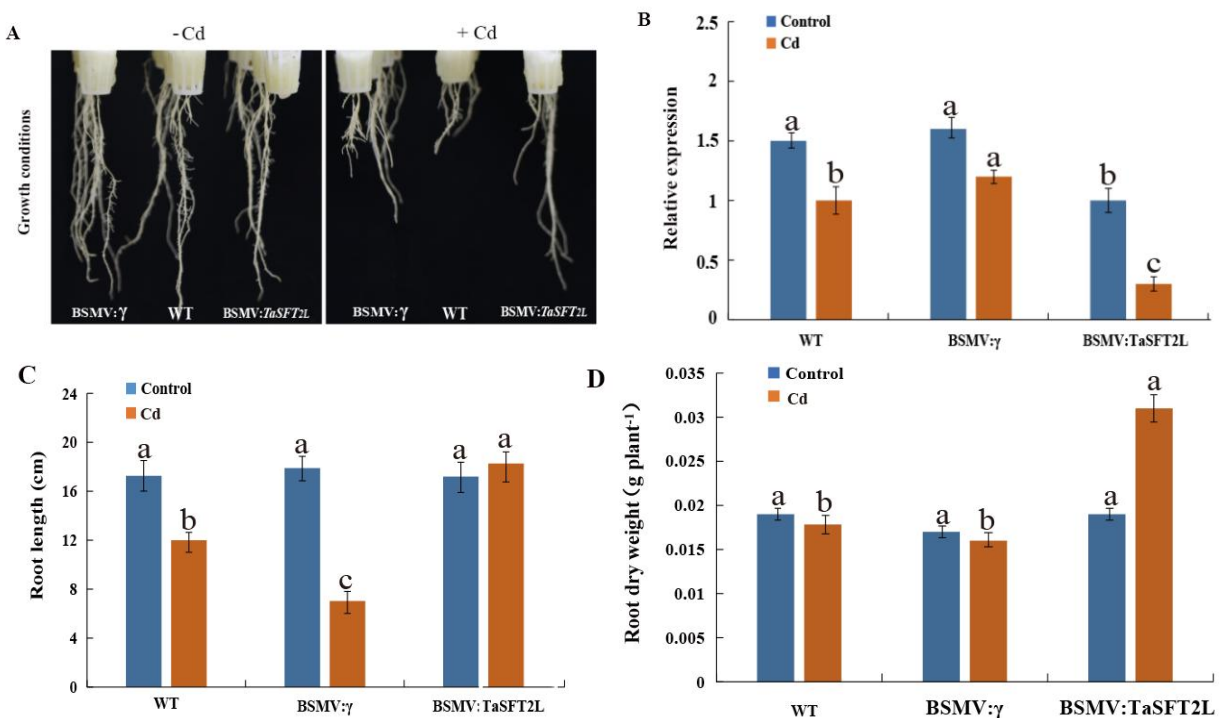 A
- Cd
+ Cd
Growth conditions
BSMV:γ
WT
BSMV:TaSFT2L
BSMV:γ
WT
BSMV:TaSFT2L
B
Control
Cd
Relative expression
2.5
2
1.5
1
0.5
0
a
b
a
a
b
c
WT
BSMV:γ
BSMV:TaSFT2L
C
Control
Cd
Root length (cm)
24
20
18
16
12
8
4
0
a
b
a
c
a
a
WT
BSMV:γ
BSMV:TaSFT2L
D
Control
Cd
Root dry weight (g plant-1)
0.035
0.03
0.025
0.02
0.015
0.01
0.005
0
a
b
a
b
a
a
WT
BSMV:γ
BSMV:TaSFT2L